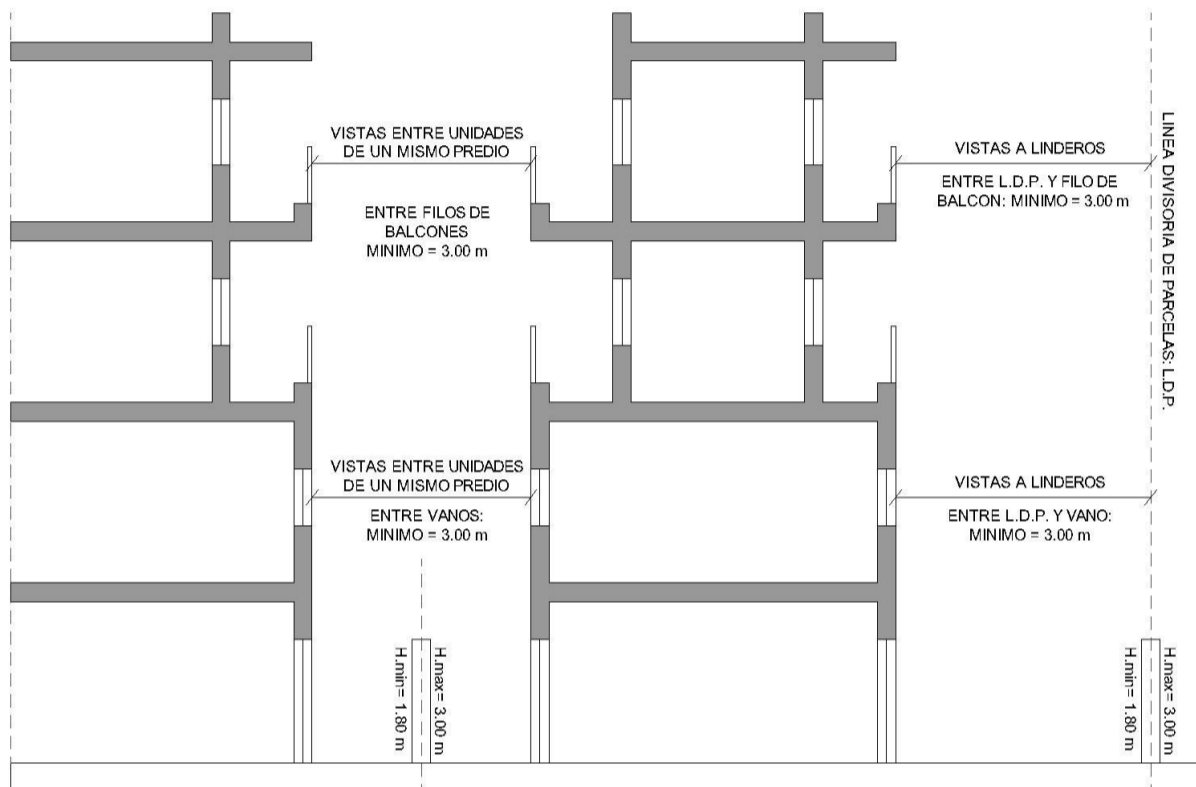 VISTAS ENTRE UNIDADES
DE UN MISMO PREDIO
ENTRE FILOS DE
BALCONES
MINIMO = 3.00 m
VISTAS A LINDEROS
ENTRE L.D.P. Y FILO DE
BALCON: MINIMO = 3.00 m
LINEA DIVISORIA DE PARCELAS: L.D.P.
VISTAS ENTRE UNIDADES
DE UN MISMO PREDIO
ENTRE VANOS:
MINIMO = 3.00 m
VISTAS A LINDEROS
ENTRE L.D.P. Y VANO:
MINIMO = 3.00 m
H.min= 1.80 m
H.max= 3.00 m
H.min= 1.80 m
H.max= 3.00 m